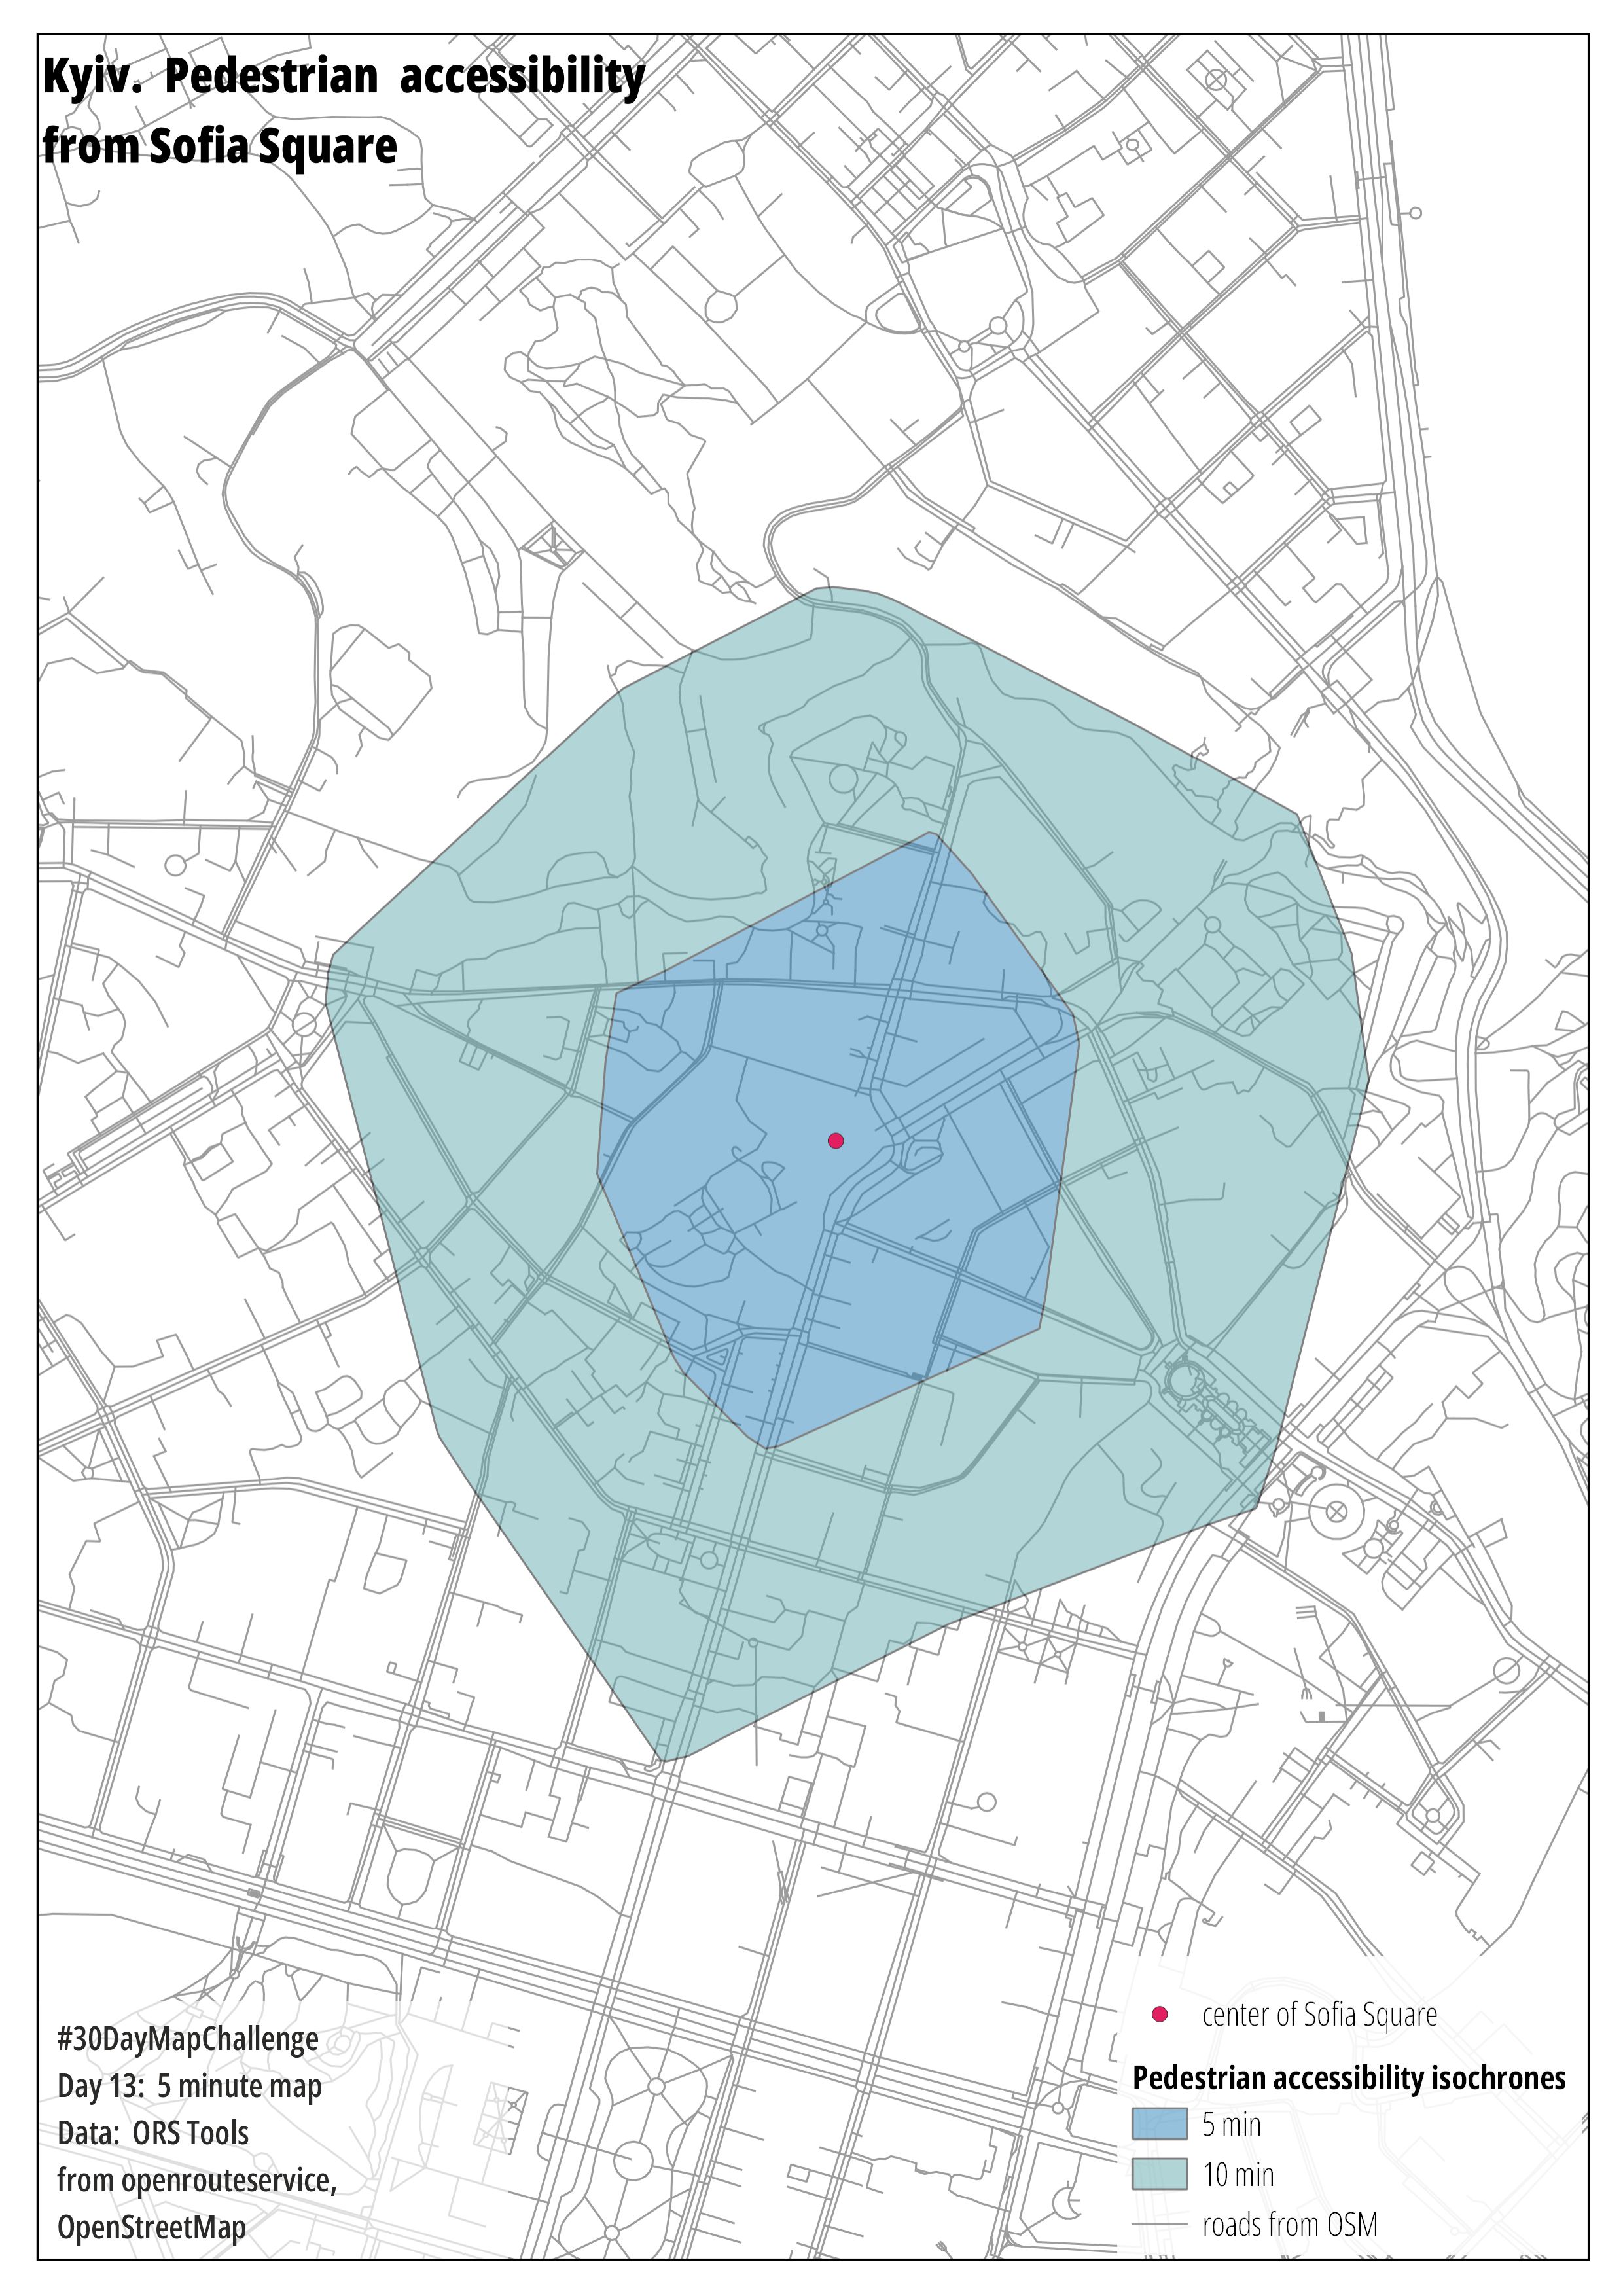 Kyiv. Pedestrian accessibility
from Sofia Square
center of Sofia Square
Pedestrian accessibility isochrones
5 min
10 min
roads from OSM
#30DayMapChallenge
Day 13: 5 minute map
Data: ORS Tools
from openrouteservice,
OpenStreetMap